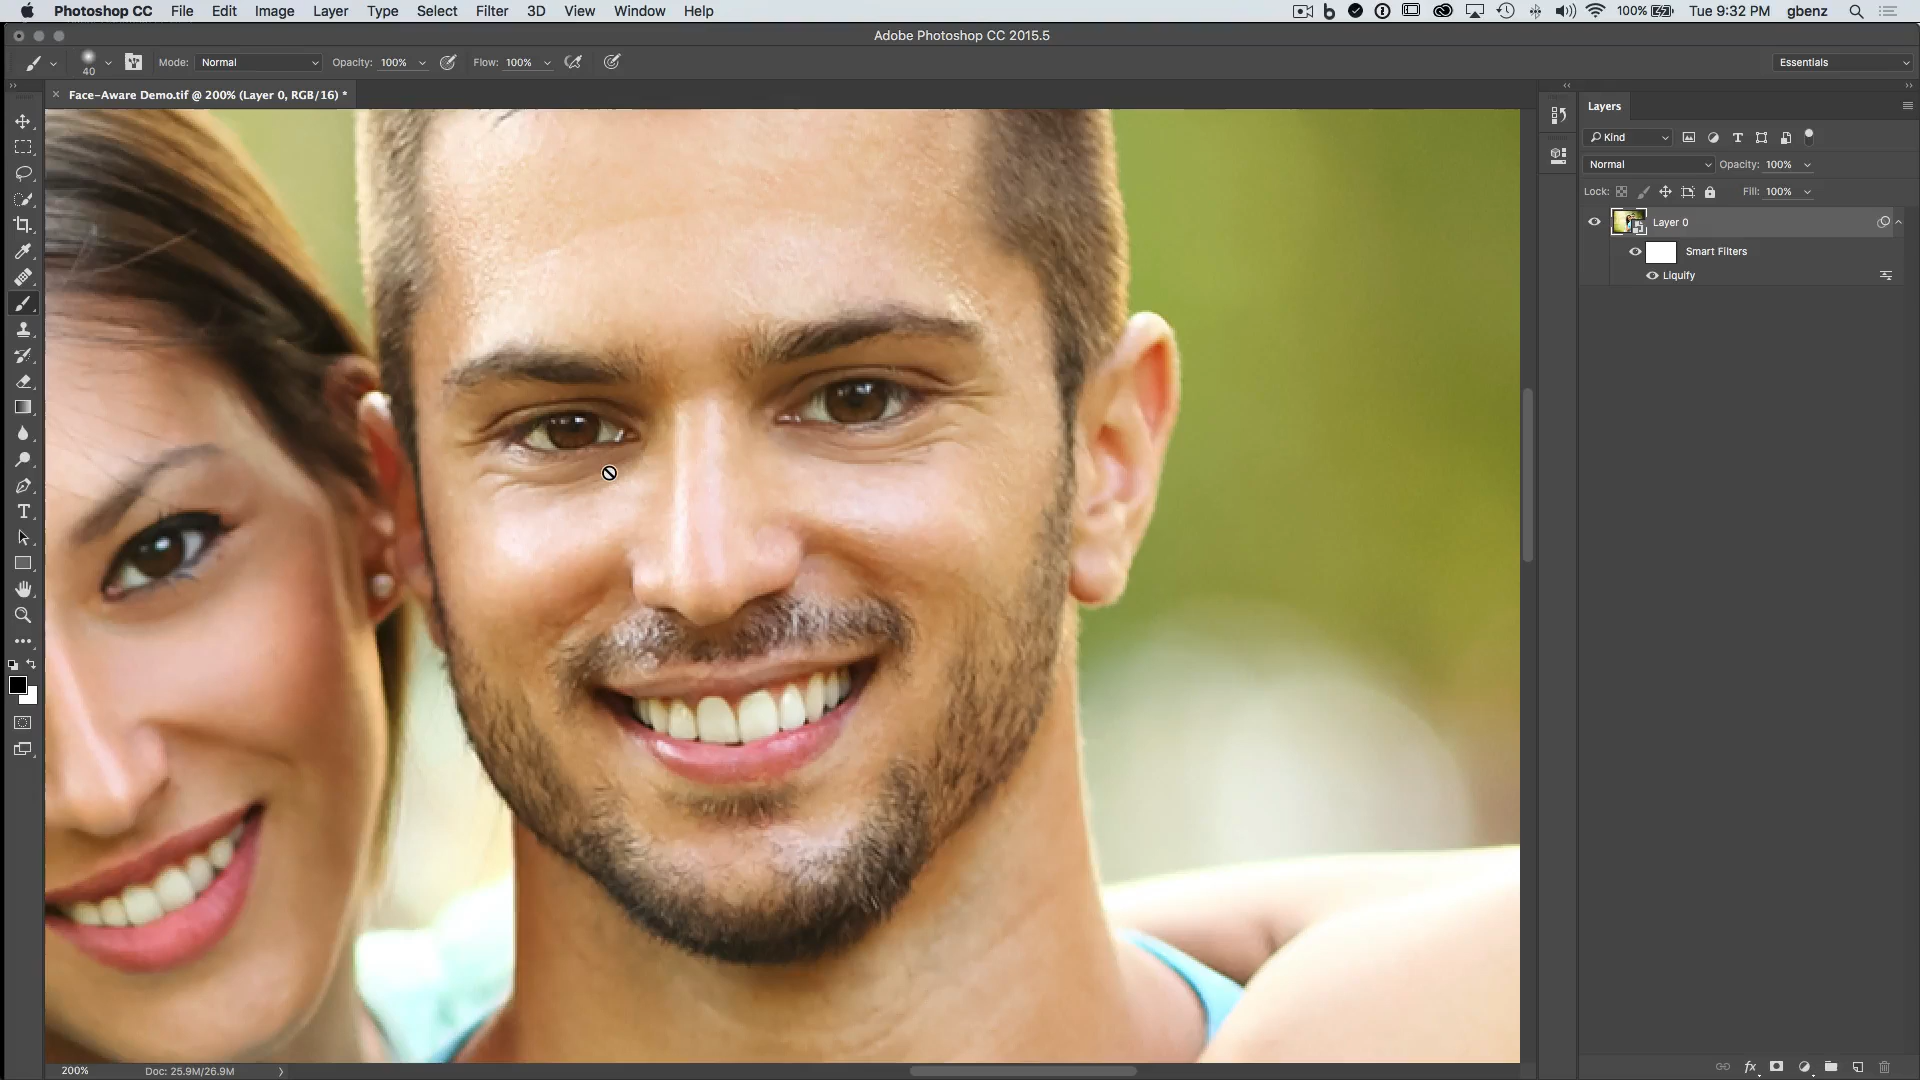 Photoshop CC File Edit Image Layer Type Select Filter 3D View Window Help 100% Tue 9:32 PM gbenz
Adobe Photoshop CC 2015.5
40 Mode: Normal Opacity: 100% Flow: 100% Essentials
Face-Aware Demo.tif @ 200% (Layer 0, RGB/16) *
Layers
Kind
Normal Opacity: 100%
Lock: Fill: 100%
Layer 0
Smart Filters
Liquify
200% Doc: 25.9M/26.9M